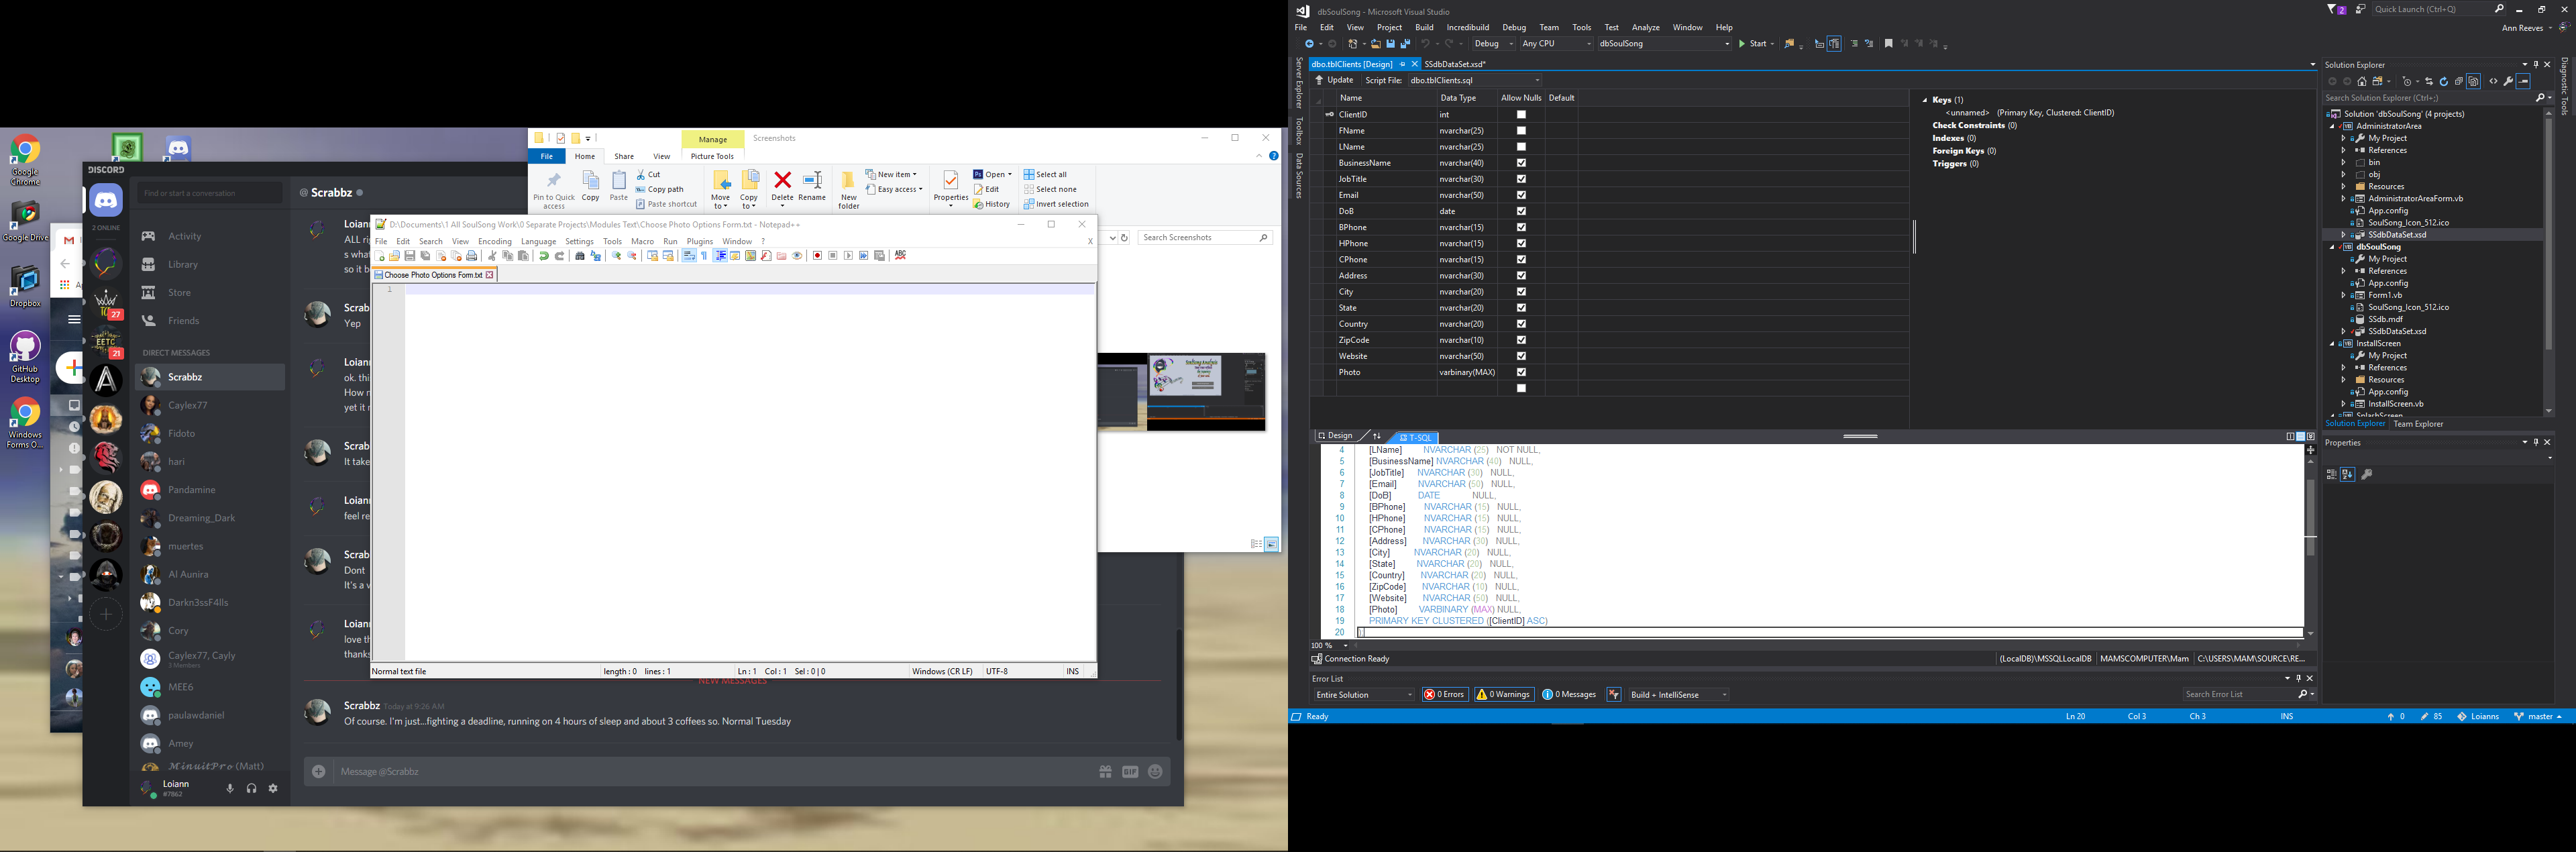 Google Chrome
Google Drive
Dropbox
GitHub Desktop
Windows Forms O...
DISCORD
2 ONLINE
27
21
Find or start a conversation
Activity
Library
Store
Friends
DIRECT MESSAGES
Scrabbz
Caylex77
Fidoto
hari
Pandamine
Dreaming_Dark
muertes
Al Aunira
Darkn3ssF4lls
Cory
Caylex77, Cayly
3 Members
MEE6
paulawdaniel
Amey
MinuitPro (Matt)
Loiann
#7862
@ Scrabbz
Loian
ALL ri
s what
so it b
Scrab
Yep
Loian
ok. thi
How n
yet it n
Scrab
It take
Loian
feel re
Scrab
Dont
It's a v
Loian
love th
thanks
NEW MESSAGES
Scrabbz Today at 9:26 AM
Of course. I'm just...fighting a deadline, running on 4 hours of sleep and about 3 coffees so. Normal Tuesday
Message @Scrabbz
GIF
Manage
Screenshots
File Home Share View Picture Tools
Pin to Quick access
Copy
Paste
Cut
Copy path
Paste shortcut
Move to
Copy to
Delete
Rename
New folder
New item
Easy access
Properties
Open
Edit
History
Select all
Select none
Invert selection
Search Screenshots
D:\Documents\1 All SoulSong Work\0 Separate Projects\Modules Text\Choose Photo Options Form.txt - Notepad++
File Edit Search View Encoding Language Settings Tools Macro Run Plugins Window ? X
Choose Photo Options Form.txt
1
Normal text file
length : 0 lines : 1
Ln : 1 Col : 1 Sel : 0 | 0
Windows (CR LF)
UTF-8
INS
dbSoulSong - Microsoft Visual Studio
2
Quick Launch (Ctrl+Q)
File Edit View Project Build Incredibuild Debug Team Tools Test Analyze Window Help
Ann Reeves
Debug Any CPU dbSoulSong Start
Server Explorer
Toolbox
Data Sources
dbo.tblClients [Design]
SSdbDataSet.xsd*
Update Script File: dbo.tblClients.sql
Name Data Type Allow Nulls Default
ClientID int
FName nvarchar(25)
LName nvarchar(25)
BusinessName nvarchar(40)
JobTitle nvarchar(30)
Email nvarchar(50)
DoB date
BPhone nvarchar(15)
HPhone nvarchar(15)
CPhone nvarchar(15)
Address nvarchar(30)
City nvarchar(20)
State nvarchar(20)
Country nvarchar(20)
ZipCode nvarchar(10)
Website nvarchar(50)
Photo varbinary(MAX)
Keys (1)
<unnamed> (Primary Key, Clustered: ClientID)
Check Constraints (0)
Indexes (0)
Foreign Keys (0)
Triggers (0)
Design T-SQL
4 [LName] NVARCHAR (25) NOT NULL,
5 [BusinessName] NVARCHAR (40) NULL,
6 [JobTitle] NVARCHAR (30) NULL,
7 [Email] NVARCHAR (50) NULL,
8 [DoB] DATE NULL,
9 [BPhone] NVARCHAR (15) NULL,
10 [HPhone] NVARCHAR (15) NULL,
11 [CPhone] NVARCHAR (15) NULL,
12 [Address] NVARCHAR (30) NULL,
13 [City] NVARCHAR (20) NULL,
14 [State] NVARCHAR (20) NULL,
15 [Country] NVARCHAR (20) NULL,
16 [ZipCode] NVARCHAR (10) NULL,
17 [Website] NVARCHAR (50) NULL,
18 [Photo] VARBINARY (MAX) NULL,
19 PRIMARY KEY CLUSTERED ([ClientID] ASC)
20
100 %
Connection Ready
(LocalDB)\MSSQLLocalDB
MAMSCOMPUTER\Mam
C:\USERS\MAM\SOURCE\RE...
Error List
Entire Solution
0 Errors
0 Warnings
0 Messages
Build + IntelliSense
Search Error List
Ready
Ln 20 Col 3 Ch 3 INS
0 85 Loianns master
Solution Explorer
Search Solution Explorer (Ctrl+;)
Solution 'dbSoulSong' (4 projects)
AdministratorArea
My Project
References
bin
obj
Resources
AdministratorAreaForm.vb
App.config
SoulSong_Icon_512.ico
SSdbDataSet.xsd
dbSoulSong
My Project
References
App.config
Form1.vb
SoulSong_Icon_512.ico
SSdb.mdf
SSdbDataSet.xsd
InstallScreen
My Project
References
Resources
App.config
InstallScreen.vb
SplashScreen
Solution Explorer Team Explorer
Properties
Diagnostic Tools